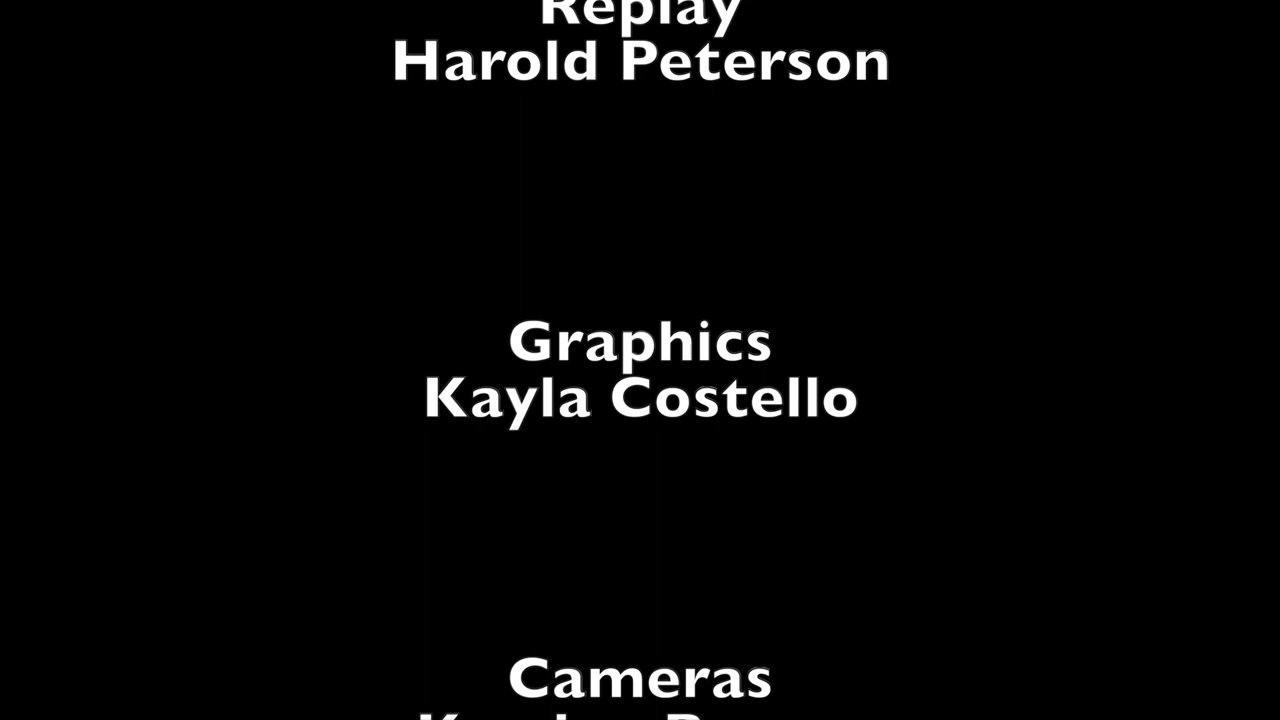 Replay
Harold Peterson
Graphics
Kayla Costello
Cameras